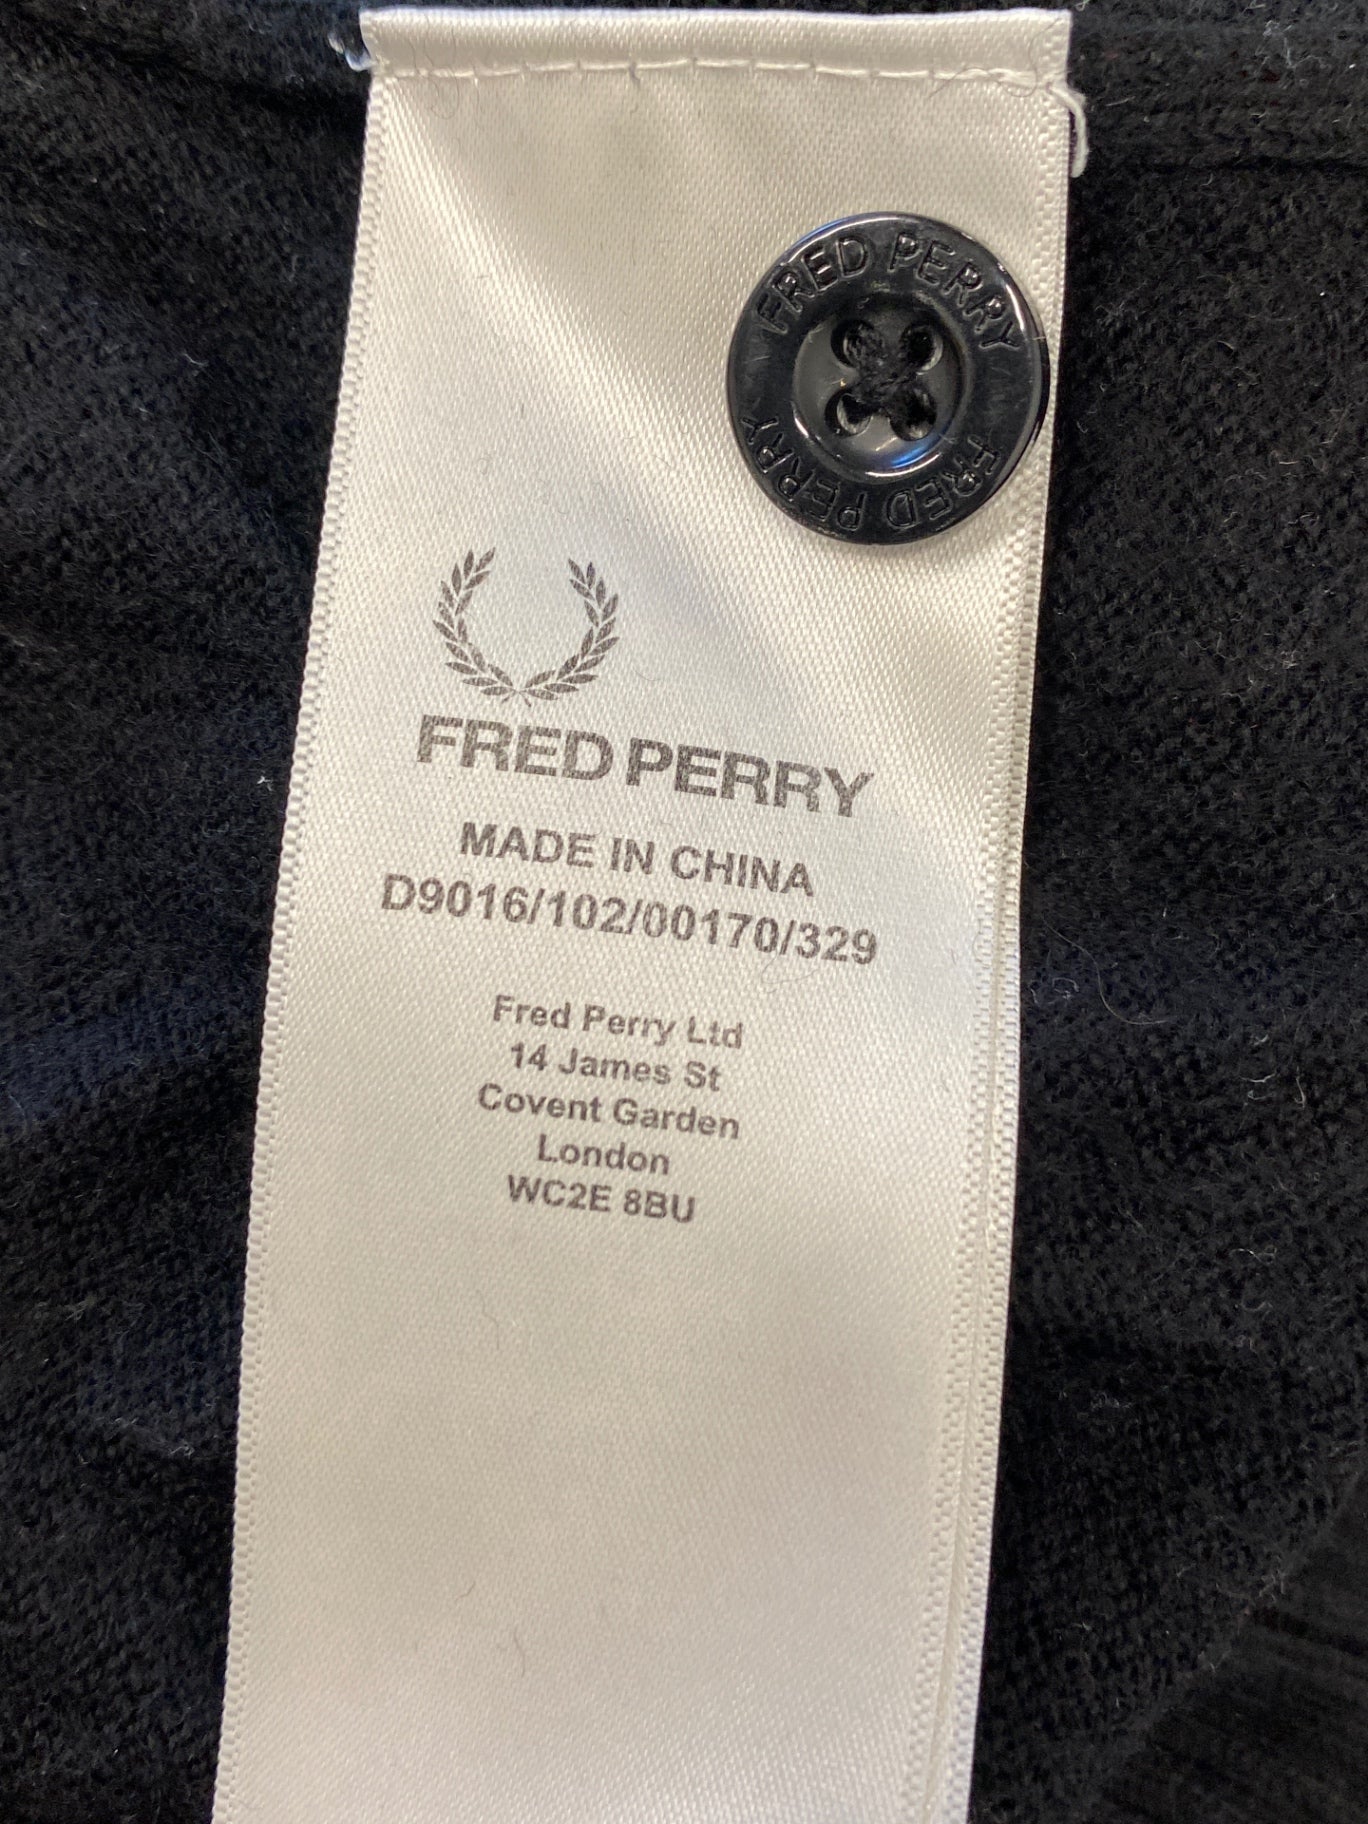 FRED PERRY
FRED PERRY
FRED PERRY
MADE IN CHINA
D9016/102/00170/329
Fred Perry Ltd
14 James St
Covent Garden
London
WC2E 8BU